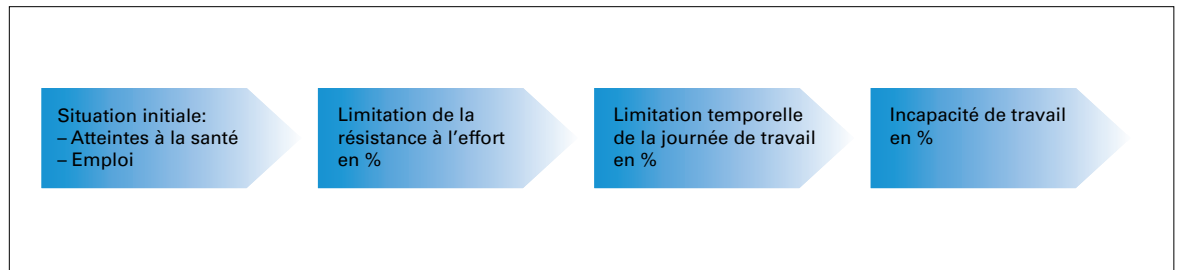 Situation initiale:
– Atteintes à la santé
– Emploi
Limitation de la
résistance à l’effort
en %
Limitation temporelle
de la journée de travail
en %
Incapacité de travail
en %